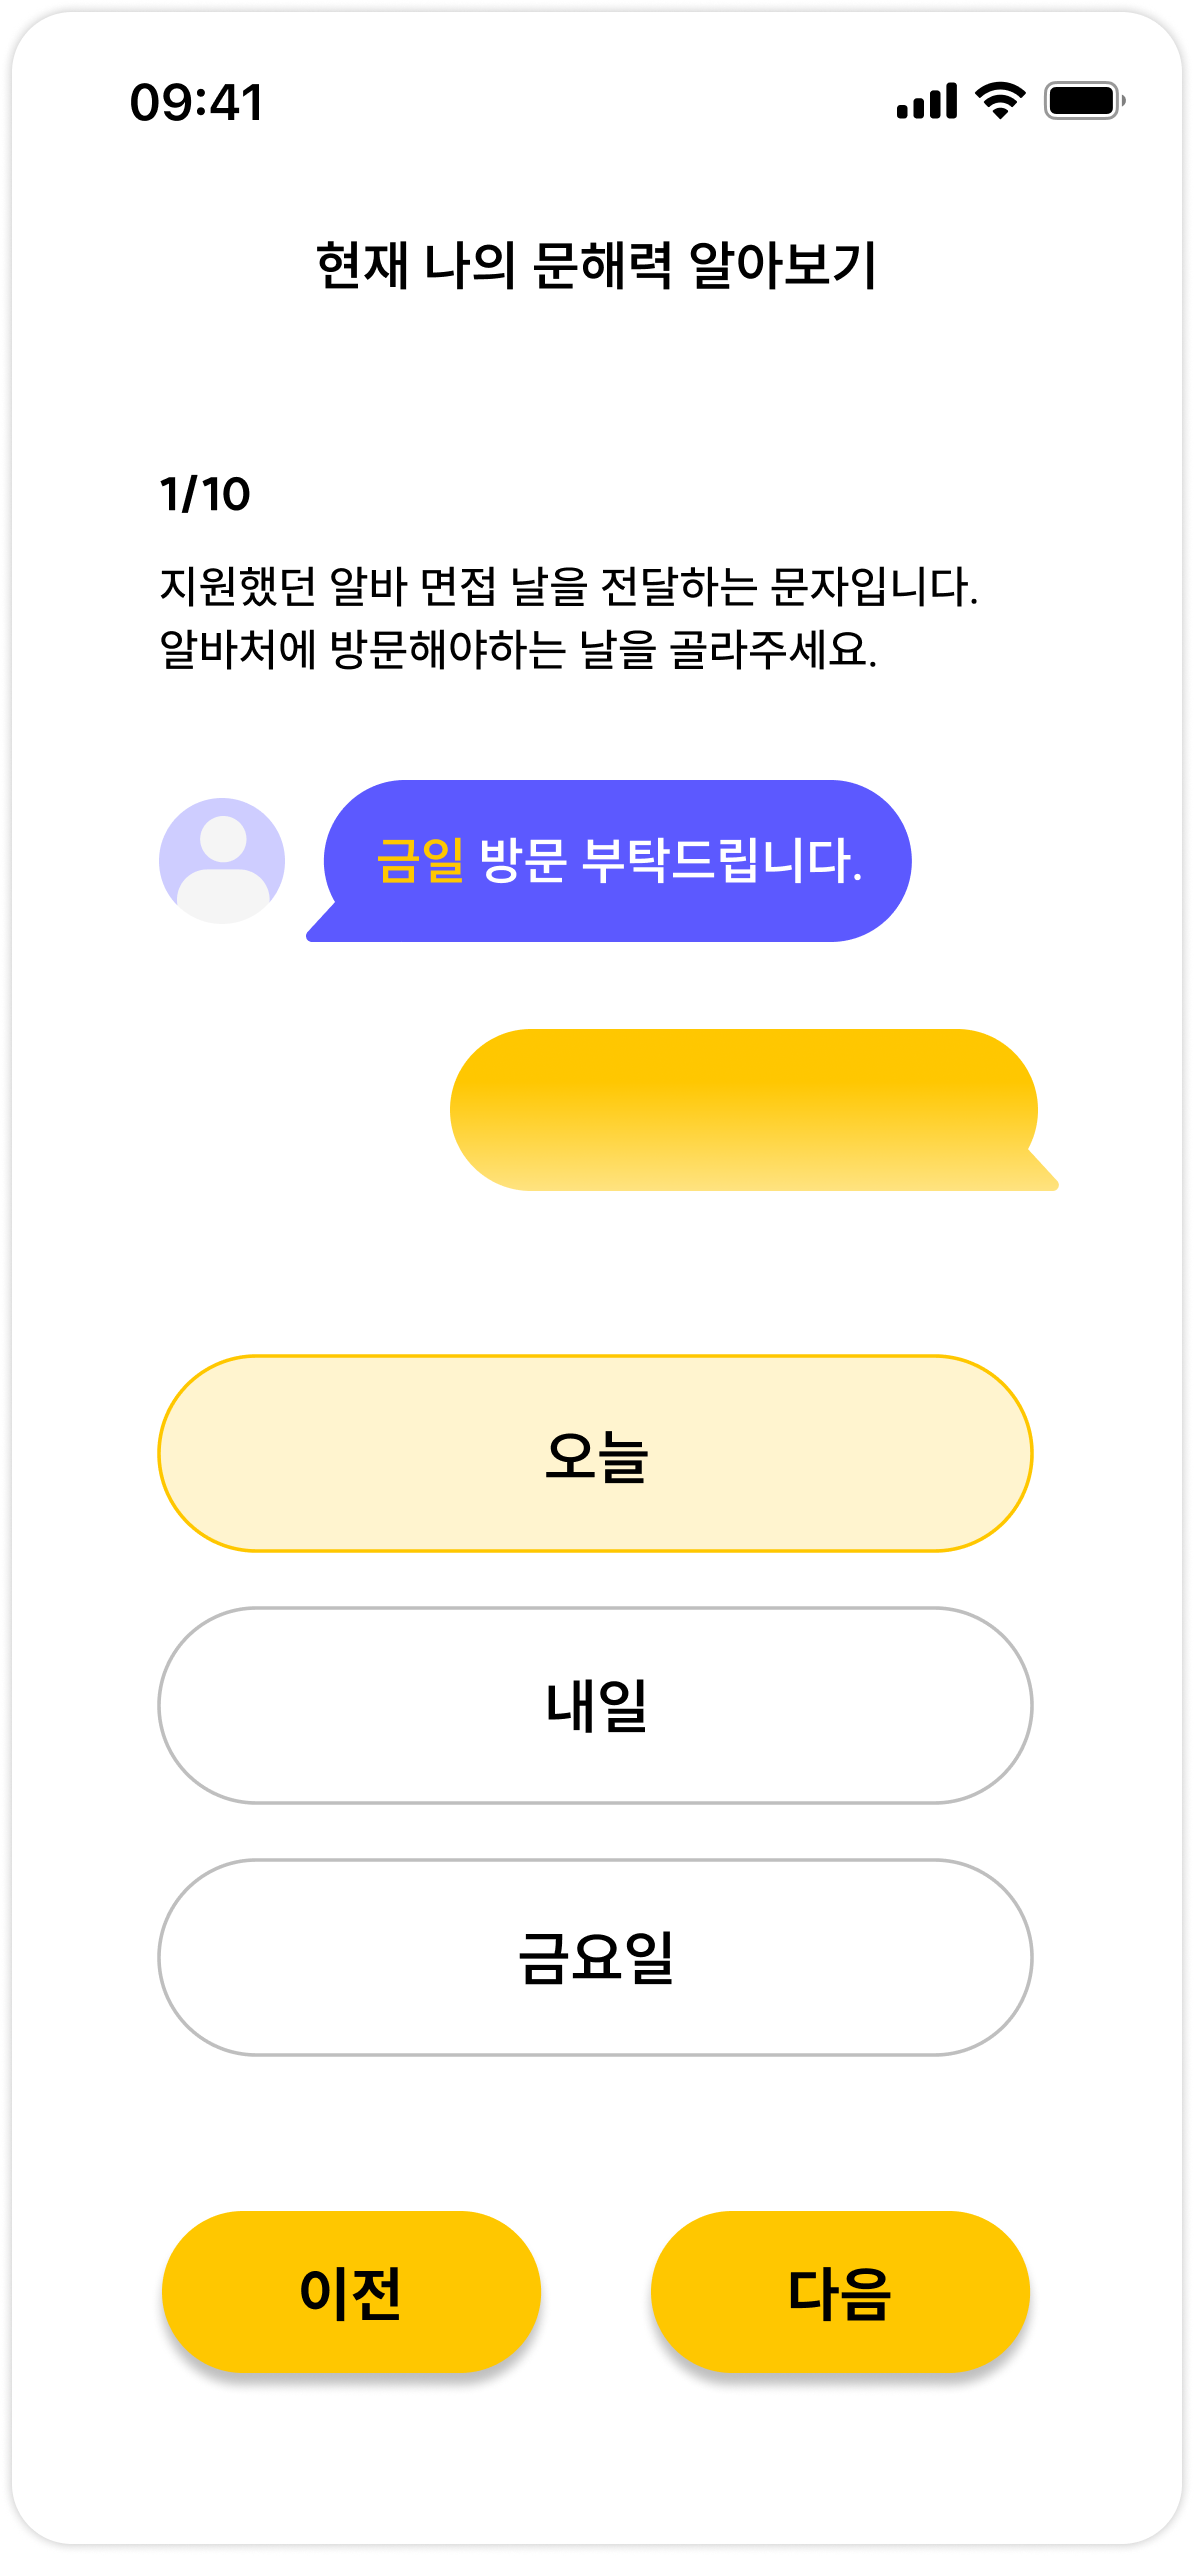 09:41
현재 나의 문해력 알아보기
1/10
지원했던 알바 면접 날을 전달하는 문자입니다.
알바처에 방문해야하는 날을 골라주세요.
금일 방문 부탁드립니다.
오늘
내일
금요일
이전
다음